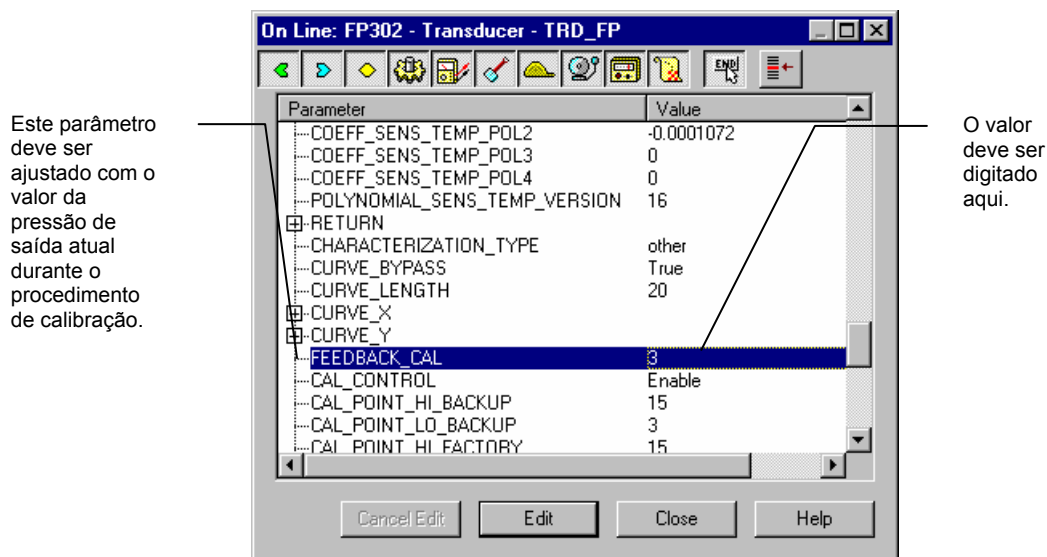 On Line: FP302 - Transducer - TRD_FP
END
Parameter Value
COEFF_SENS_TEMP_POL2 -0.0001072
COEFF_SENS_TEMP_POL3 0
COEFF_SENS_TEMP_POL4 0
POLYNOMIAL_SENS_TEMP_VERSION 16
RETURN
CHARACTERIZATION_TYPE other
CURVE_BYPASS True
CURVE_LENGTH 20
CURVE_X
CURVE_Y
FEEDBACK_CAL 3
CAL_CONTROL Enable
CAL_POINT_HI_BACKUP 15
CAL_POINT_LO_BACKUP 3
CAL_POINT_HI_FACTORY 15
Cancel Edit Edit Close Help
Este parâmetro
deve ser
ajustado com o
valor da
pressão de
saída atual
durante o
procedimento
de calibração.
O valor
deve ser
digitado
aqui.